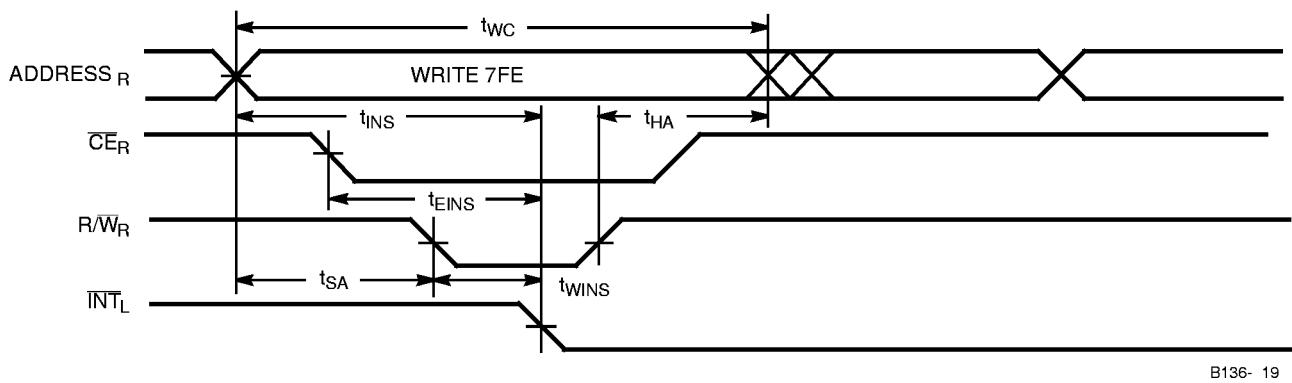 tWC
ADDRESS R
WRITE 7FE
tINS
tHA
CER
tEINS
R/WR
tSA
tWINS
INTL
B136- 19